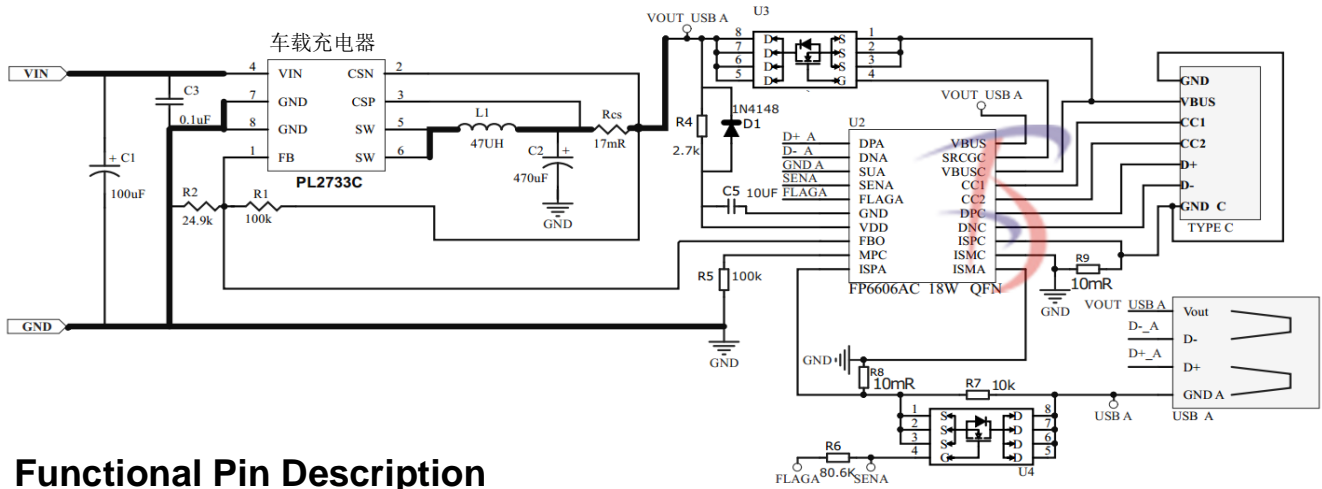 车载充电器
VIN
C3
0.1uF
+ C1
100uF
4 VIN CSN 2
7 GND CSP 3
8 GND SW 5
1 FB SW 6
PL2733C
L1
47UH
Rcs
17mR
C2 +
470uF
GND
R2
24.9k
R1
100k
GND
VOUT USB A
U3
8 D S 1
7 D S 2
6 D S 3
5 D G 4
R4
2.7k
1N4148
D1
C5 10UF
VOUT USB A
U2
D+_A DPA VBUS
D-_A DNA SRCGC
GND A SUA VBUSC
SENA SENA CC1
FLAGA FLAGA CC2
GND DPC
VDD DNC
FBO ISPC
MPC ISMC
ISPA ISMA
FP6606AC 18W QFN
R5 100k
GND
R9
10mR
GND
GND
VBUS
CC1
CC2
D+
D-
GND C
TYPE C
VOUT USB A Vout
D-_A D-
D+_A D+
GND A
USB A
USB A
GND
R8
10mR
R7 10k
1 S D 8
2 S D 7
3 S D 6
4 G D 5
U4
R6
80.6K
FLAGA SENA
Functional Pin Description